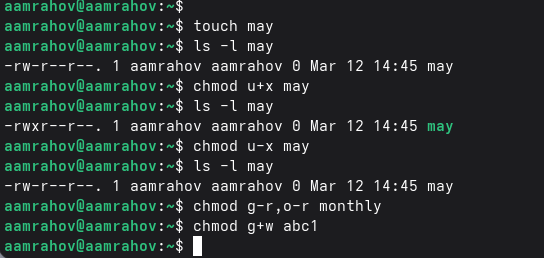 aamrahov@aamrahov:~$
aamrahov@aamrahov:~$ touch may
aamrahov@aamrahov:~$ ls -l may
-rw-r--r--. 1 aamrahov aamrahov 0 Mar 12 14:45 may
aamrahov@aamrahov:~$ chmod u+x may
aamrahov@aamrahov:~$ ls -l may
-rwxr--r--. 1 aamrahov aamrahov 0 Mar 12 14:45 may
aamrahov@aamrahov:~$ chmod u-x may
aamrahov@aamrahov:~$ ls -l may
-rw-r--r--. 1 aamrahov aamrahov 0 Mar 12 14:45 may
aamrahov@aamrahov:~$ chmod g-r,o-r monthly
aamrahov@aamrahov:~$ chmod g+w abc1
aamrahov@aamrahov:~$